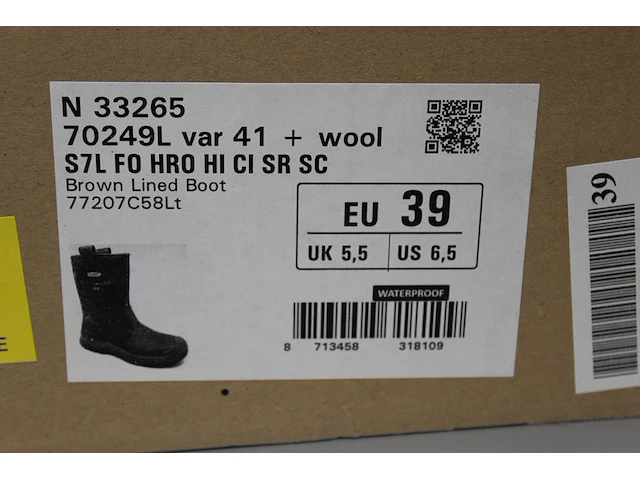 N 33265
70249L var 41 + wool
S7L FO HRO HI CI SR SC
Brown Lined Boot
77207C58Lt
EU 39
UK 5,5 US 6,5
WATERPROOF
8 713458 318109
39
E